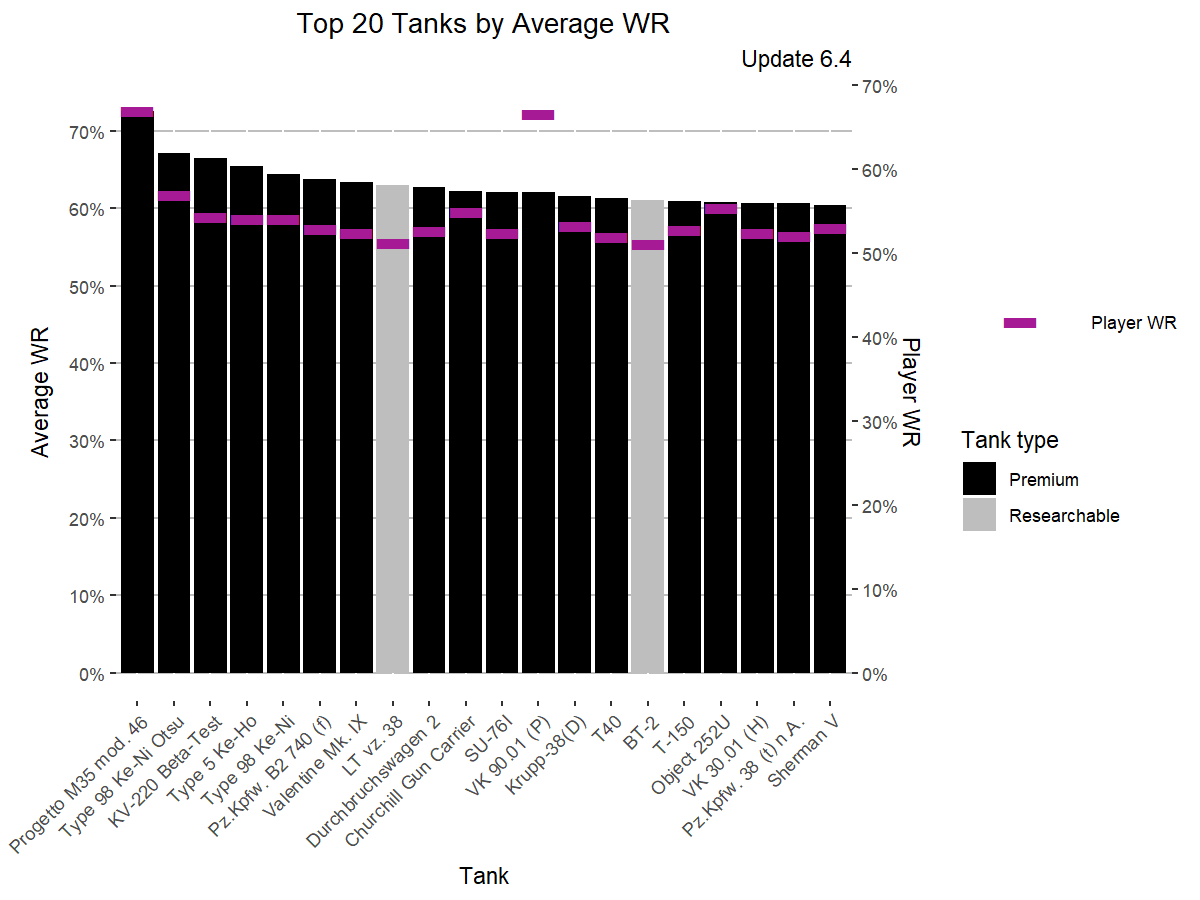 Top 20 Tanks by Average WR
Update 6.4
Average WR
70%
60%
50%
40%
30%
20%
10%
0%
70%
60%
50%
40%
30%
20%
10%
0%
Player WR
Progetto M35 mod. 46
Type 98 Ke-Ni Otsu
KV-220 Beta-Test
Type 5 Ke-Ho
Type 98 Ke-Ni
Pz.Kpfw. B2 740 (f)
Valentine Mk. IX
LT vz. 38
Durchbruchswagen 2
Churchill Gun Carrier
SU-76I
VK 90.01 (P)
Krupp-38(D)
T40
BT-2
T-150
Object 252U
VK 30.01 (H)
Pz.Kpfw. 38 (t) n.A.
Sherman V
Tank
Player WR
Tank type
Premium
Researchable